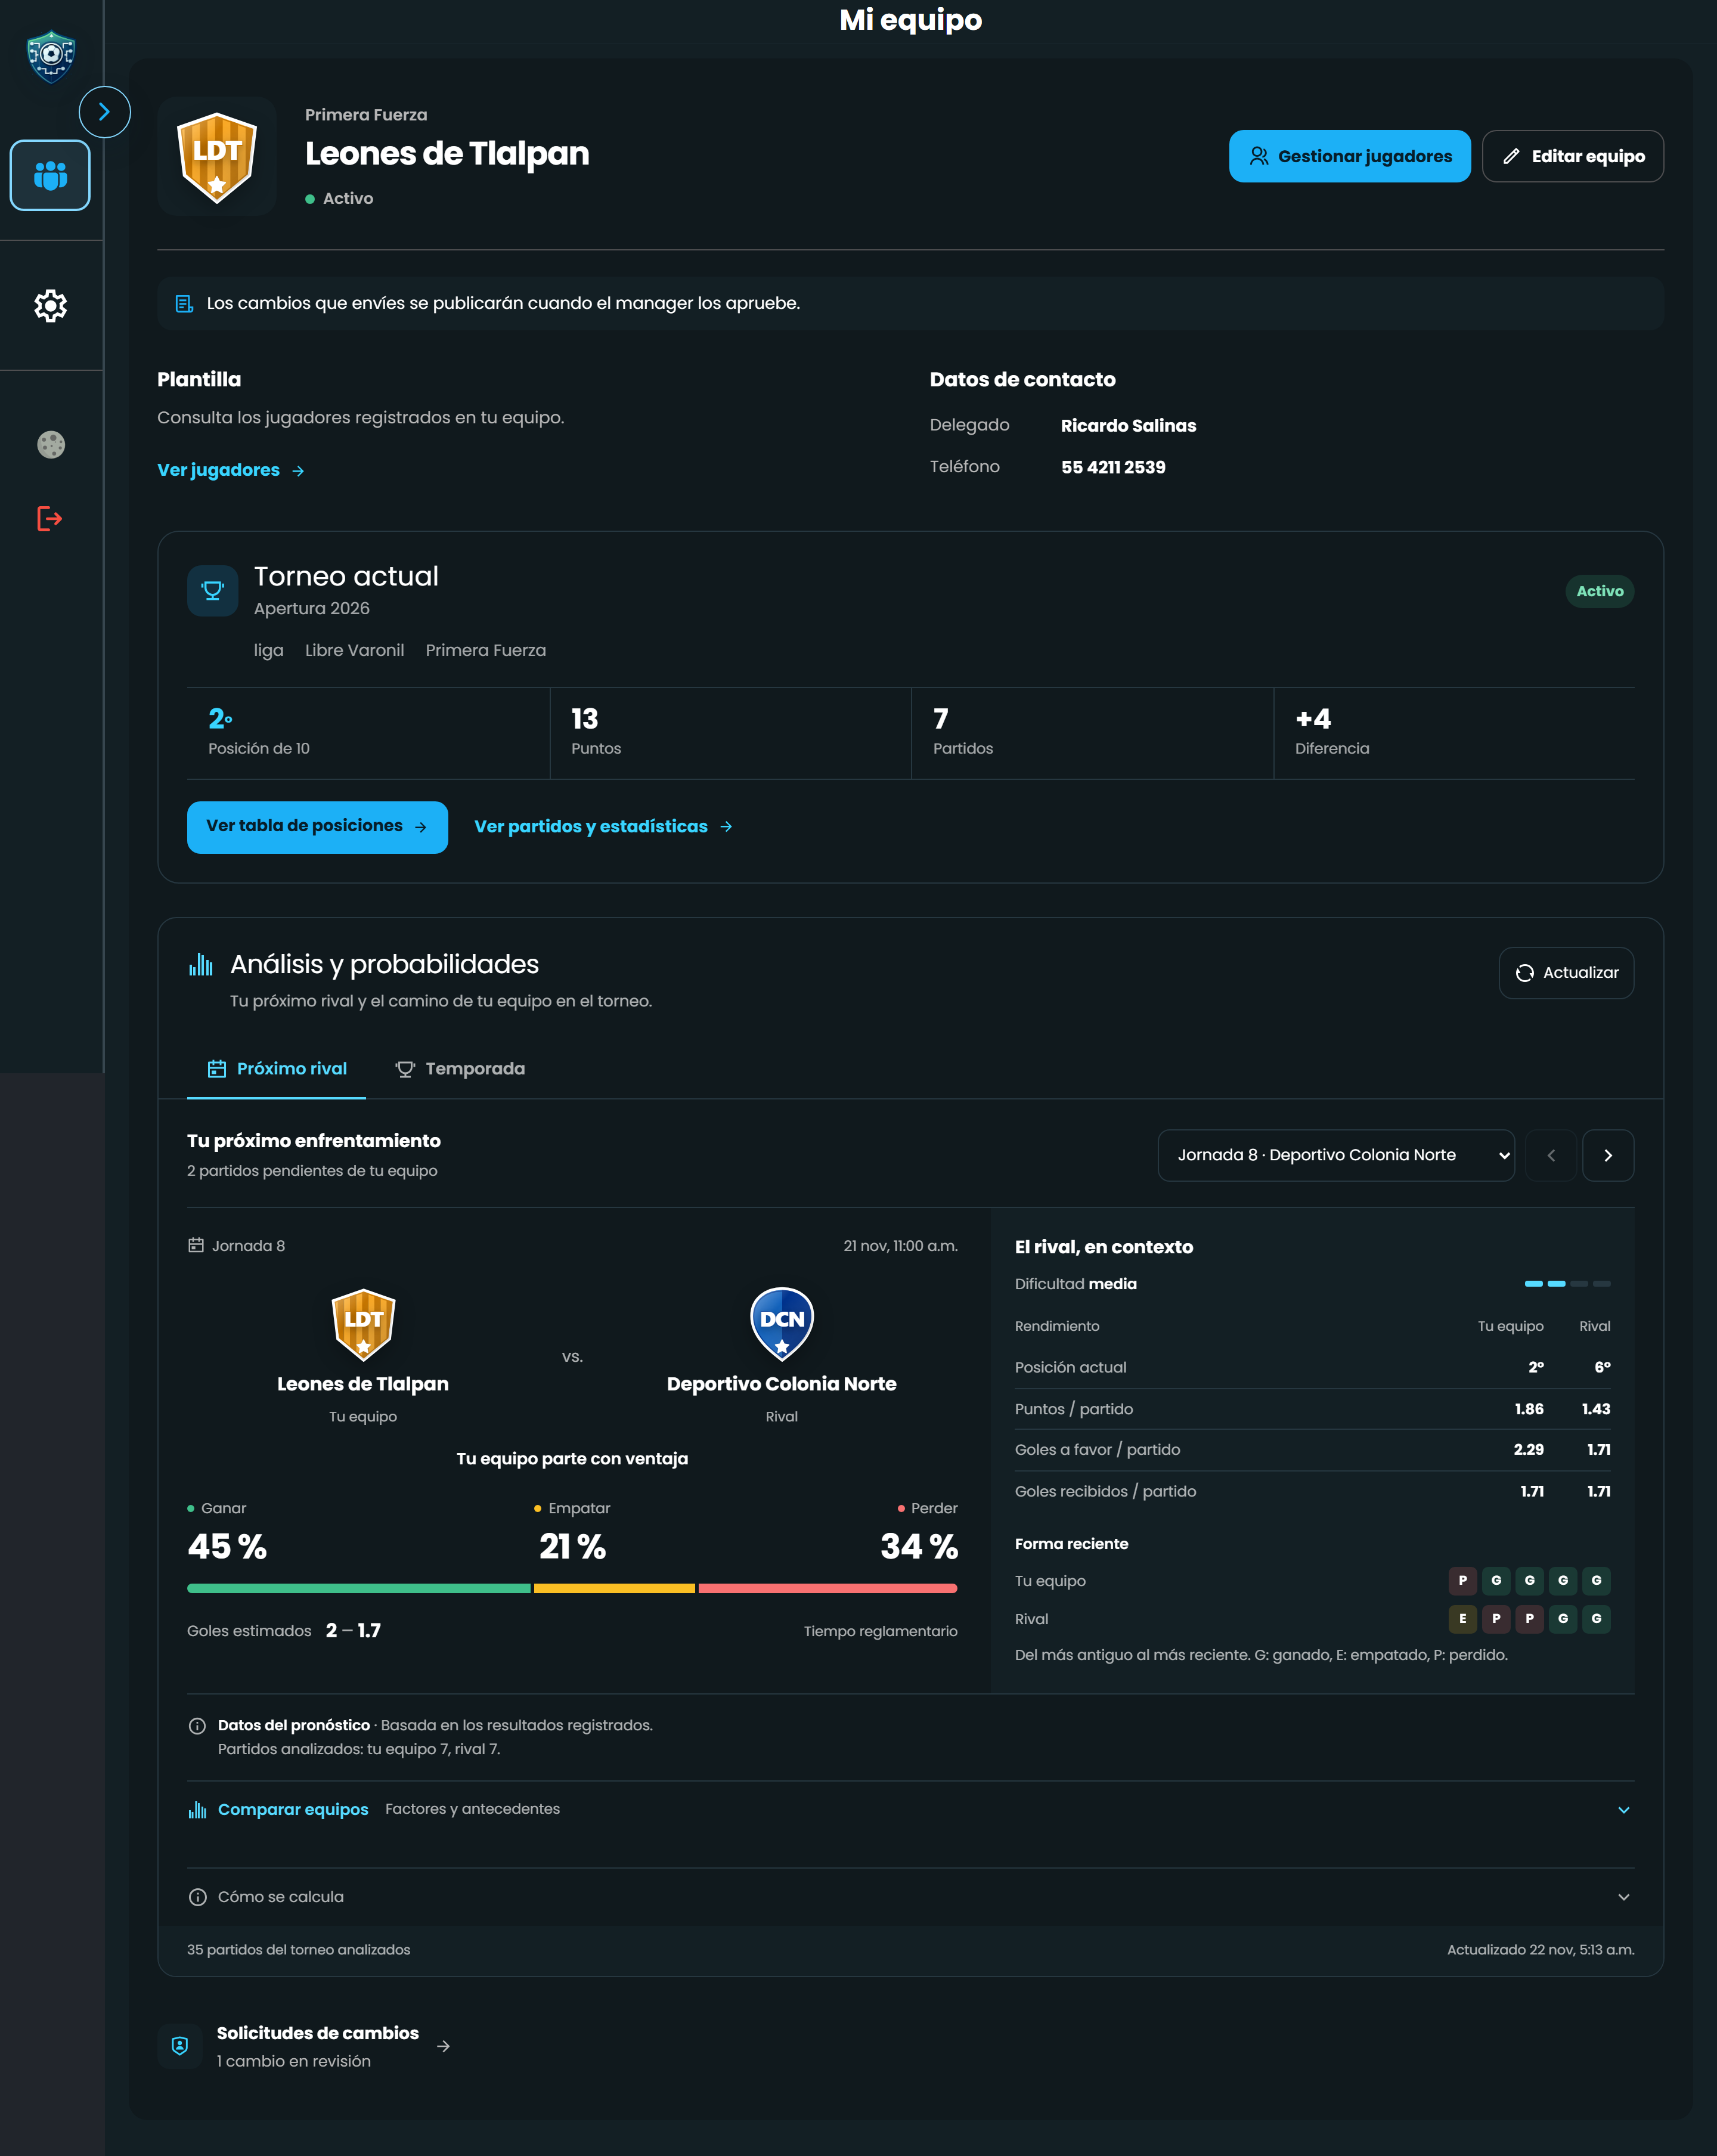 Mi equipo
Primera Fuerza
LDT
Leones de Tlalpan
Activo
Gestionar jugadores
Editar equipo
Los cambios que envíes se publicarán cuando el manager los apruebe.
Plantilla
Consulta los jugadores registrados en tu equipo.
Ver jugadores →
Datos de contacto
Delegado Ricardo Salinas
Teléfono 55 4211 2539
Torneo actual
Apertura 2026
Activo
liga Libre Varonil Primera Fuerza
2º
Posición de 10
13
Puntos
7
Partidos
+4
Diferencia
Ver tabla de posiciones →
Ver partidos y estadísticas →
Análisis y probabilidades
Tu próximo rival y el camino de tu equipo en el torneo.
Actualizar
Próximo rival
Temporada
Tu próximo enfrentamiento
2 partidos pendientes de tu equipo
Jornada 8 · Deportivo Colonia Norte
Jornada 8
21 nov, 11:00 a.m.
LDT
Leones de Tlalpan
Tu equipo
vs.
DCN
Deportivo Colonia Norte
Rival
Tu equipo parte con ventaja
Ganar
45 %
Empatar
21 %
Perder
34 %
Goles estimados 2 – 1.7
Tiempo reglamentario
El rival, en contexto
Dificultad media
Rendimiento Tu equipo Rival
Posición actual 2º 6º
Puntos / partido 1.86 1.43
Goles a favor / partido 2.29 1.71
Goles recibidos / partido 1.71 1.71
Forma reciente
Tu equipo P G G G G
Rival E P P G G
Del más antiguo al más reciente. G: ganado, E: empatado, P: perdido.
Datos del pronóstico · Basada en los resultados registrados.
Partidos analizados: tu equipo 7, rival 7.
Comparar equipos Factores y antecedentes
Cómo se calcula
35 partidos del torneo analizados
Actualizado 22 nov, 5:13 a.m.
Solicitudes de cambios →
1 cambio en revisión